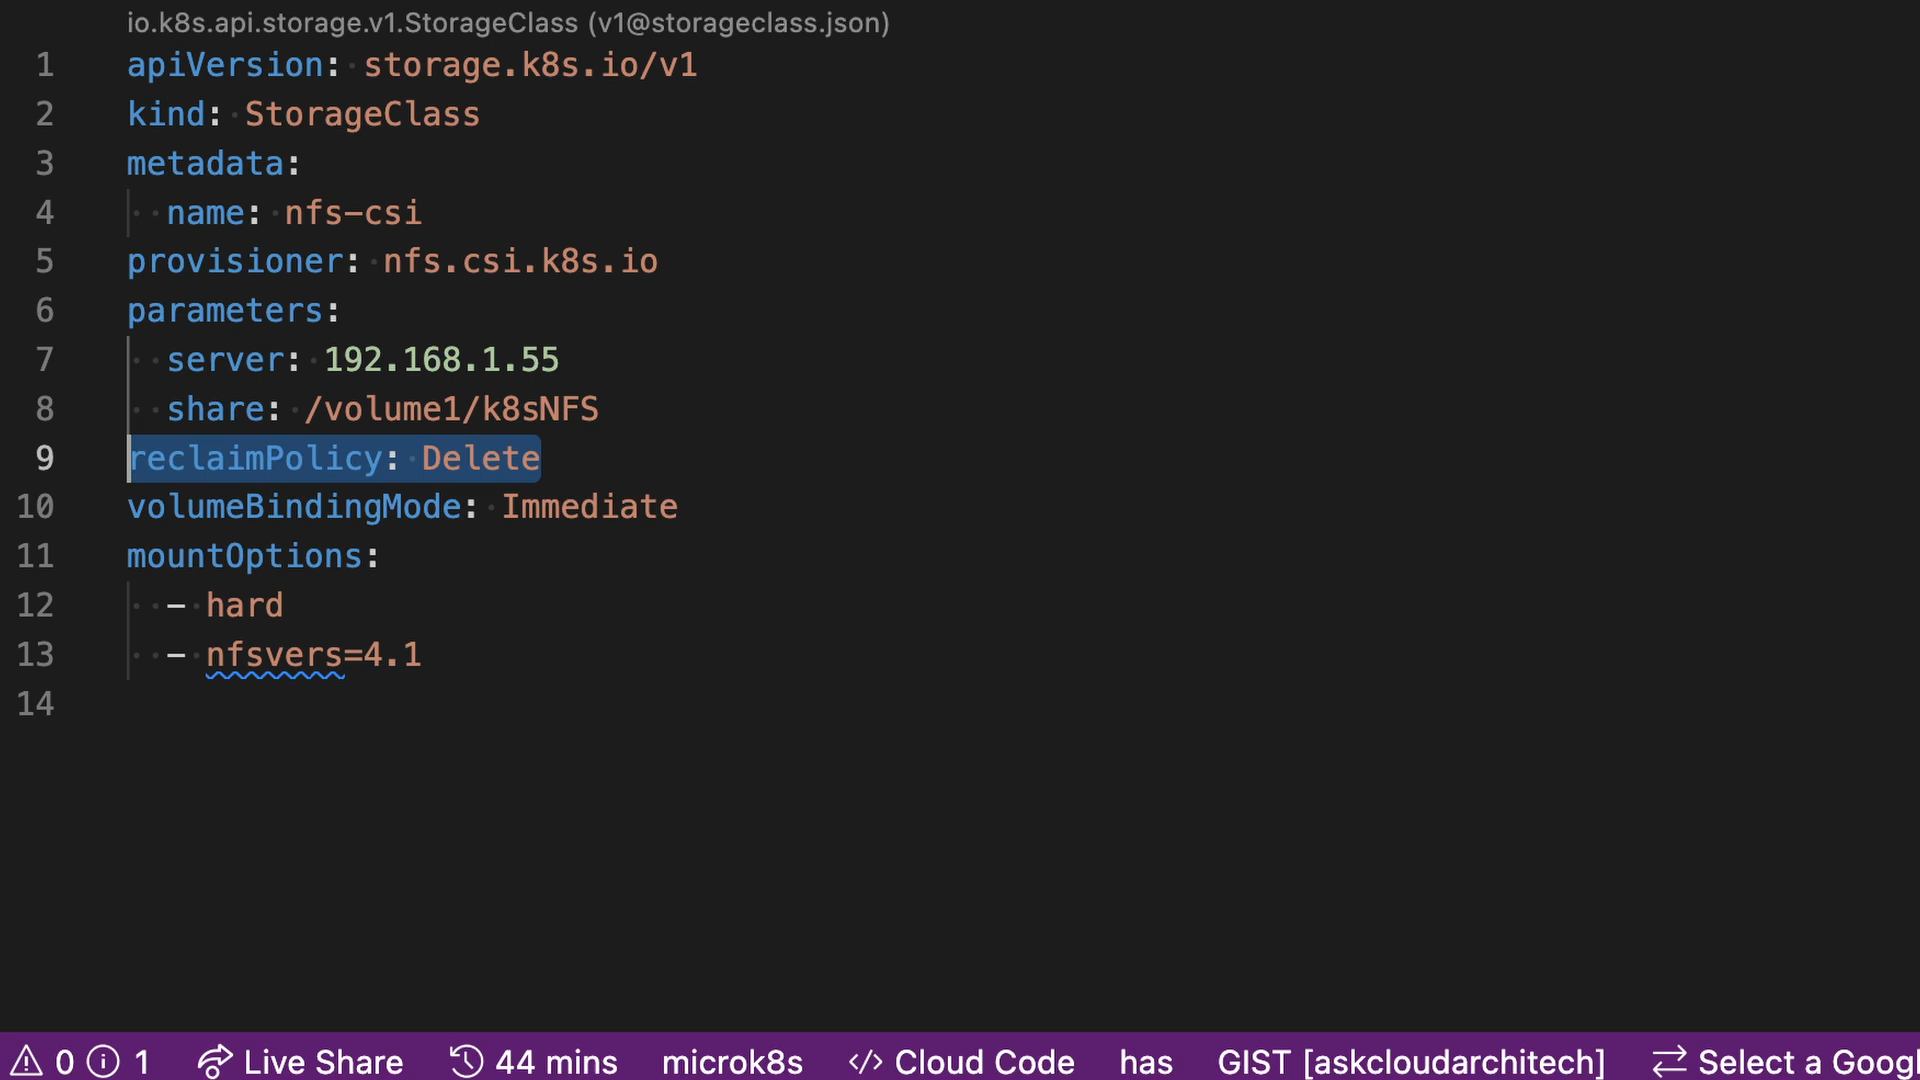 io.k8s.api.storage.v1.StorageClass (v1@storageclass.json)
1 apiVersion: storage.k8s.io/v1
2 kind: StorageClass
3 metadata:
4 name: nfs-csi
5 provisioner: nfs.csi.k8s.io
6 parameters:
7 server: 192.168.1.55
8 share: /volume1/k8sNFS
9 reclaimPolicy: Delete
10 volumeBindingMode: Immediate
11 mountOptions:
12 - hard
13 - nfsvers=4.1
14
0 1 Live Share 44 mins microk8s </> Cloud Code has GIST [askcloudarchitech] Select a Googl